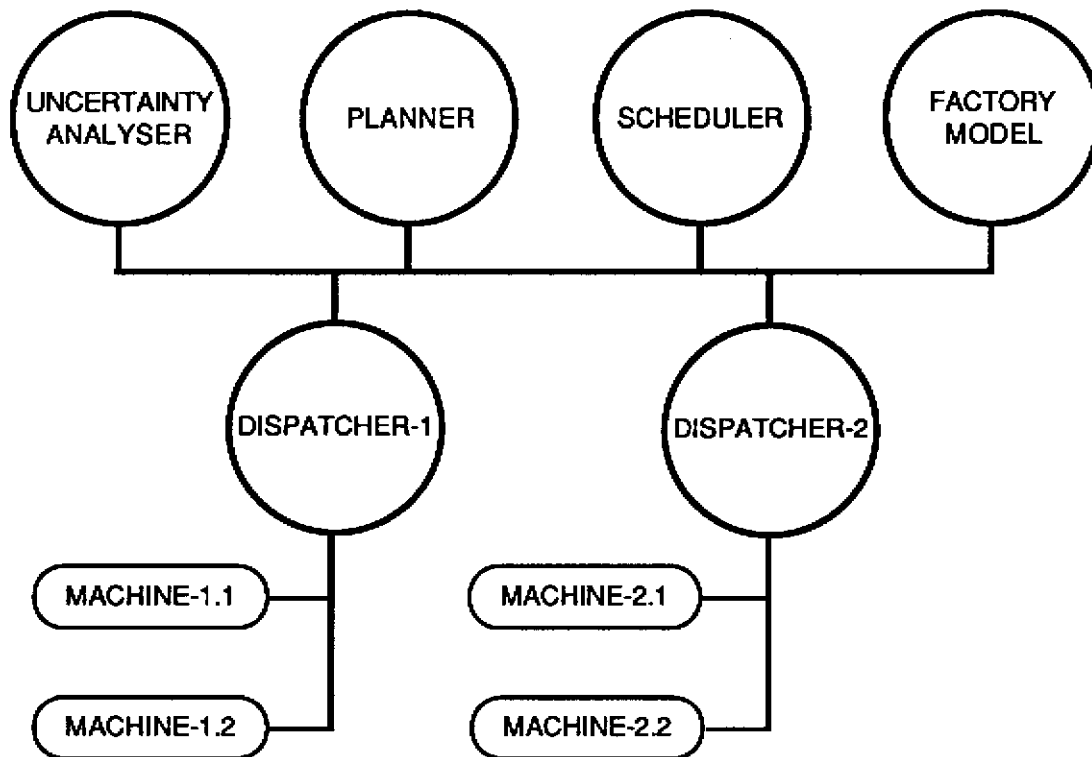 UNCERTAINTY
ANALYSER
PLANNER
SCHEDULER
FACTORY
MODEL
DISPATCHER-1
DISPATCHER-2
MACHINE-1.1
MACHINE-2.1
MACHINE-1.2
MACHINE-2.2